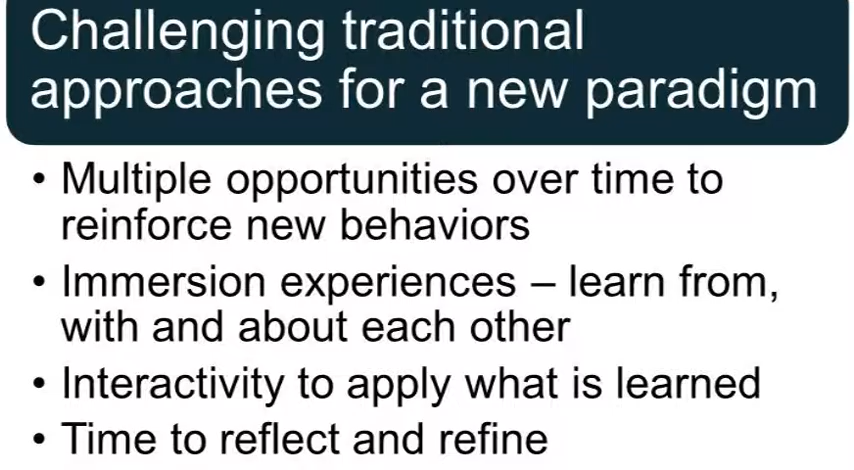 Challenging traditional
approaches for a new paradigm
• Multiple opportunities over time to
reinforce new behaviors
• Immersion experiences – learn from,
with and about each other
• Interactivity to apply what is learned
• Time to reflect and refine